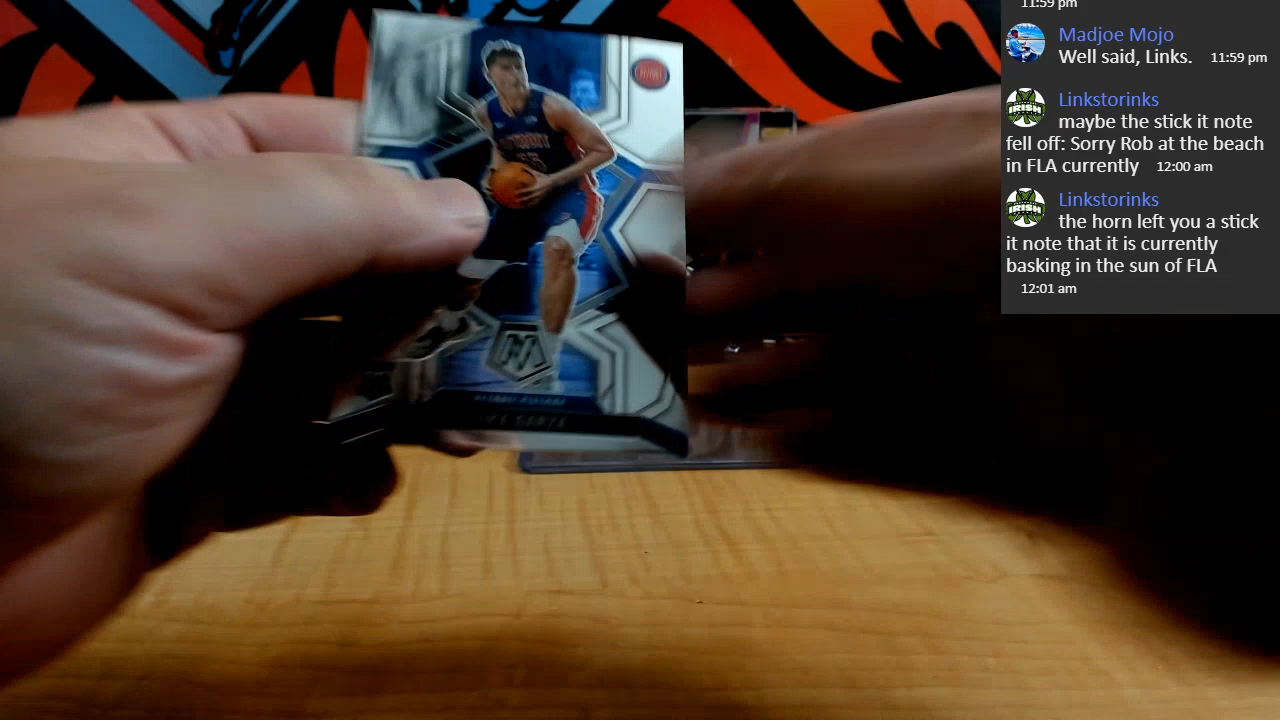 11:59 pm
Madjoe Mojo
Well said, Links. 11:59 pm
Linkstorinks
maybe the stick it note
fell off: Sorry Rob at the beach
in FLA currently 12:00 am
Linkstorinks
the horn left you a stick
it note that it is currently
basking in the sun of FLA
12:01 am